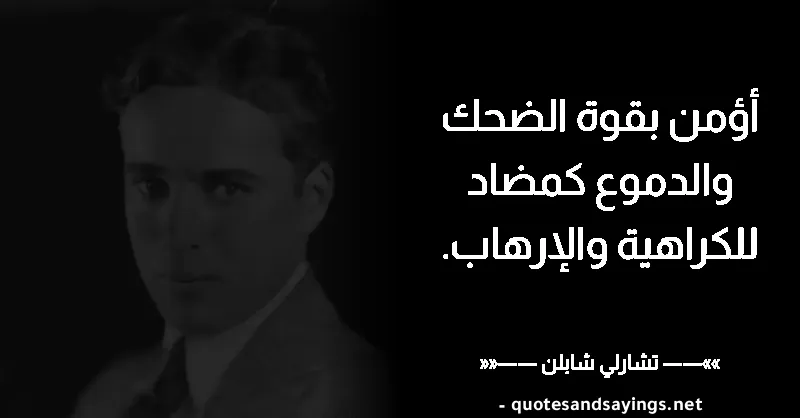 أؤمن بقوة الضحك
والدموع كمضاد
للكراهية والإرهاب.
»»—— تشارلي شابلن ——««
- quotesandsayings.net